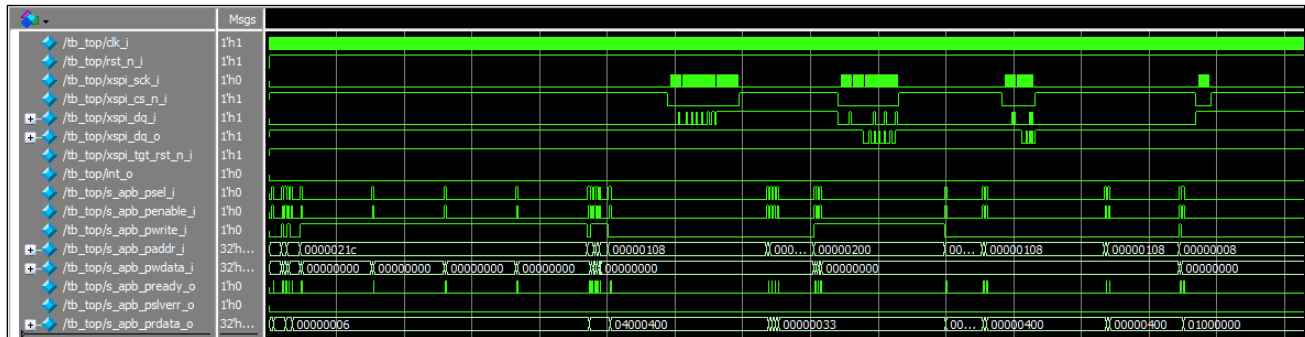 Msgs
/tb_top/clk_i 1'h1
/tb_top/rst_n_i 1'h1
/tb_top/xspi_sck_i 1'h0
/tb_top/xspi_cs_n_i 1'h1
/tb_top/xspi_dq_i 1'h1
/tb_top/xspi_dq_o 1'h1
/tb_top/xspi_tgt_rst_n_i 1'h1
/tb_top/int_o 1'h0
/tb_top/s_apb_psel_i 1'h0
/tb_top/s_apb_penable_i 1'h0
/tb_top/s_apb_pwrite_i 1'h0
/tb_top/s_apb_paddr_i 32'h... 0000021c 00000108 000... 00000200 00... 00000108 00000108 00000008
/tb_top/s_apb_pwdata_i 32'h... 00000000 00000000 00000000 00000000 00000000 00000000 00000000
/tb_top/s_apb_pready_o 1'h0
/tb_top/s_apb_pslverr_o 1'h0
/tb_top/s_apb_prdata_o 32'h... 00000006 04000400 00000033 00... 00000400 00000400 01000000